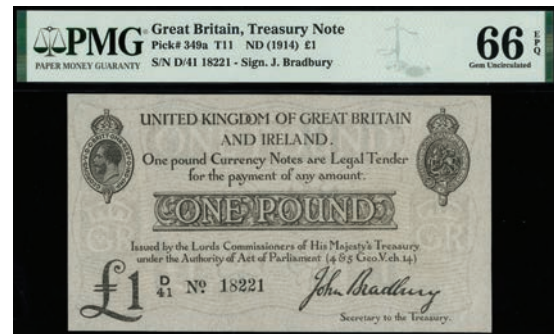 PMG
PAPER MONEY GUARANTY
Great Britain, Treasury Note
Pick# 349a T11 ND (1914) £1
S/N D/41 18221 - Sign. J. Bradbury
66 EPQ
Gem Uncirculated
UNITED KINGDOM OF GREAT BRITAIN
AND IRELAND.
One pound Currency Notes are Legal Tender
for the payment of any amount.
ONE POUND
Issued by the Lords Commissioners of His Majesty's Treasury
under the Authority of Act of Parliament (4 & 5 Geo.V.ch.14)
£1 D/41 Nº 18221 John Bradbury
Secretary to the Treasury.
GR
GR